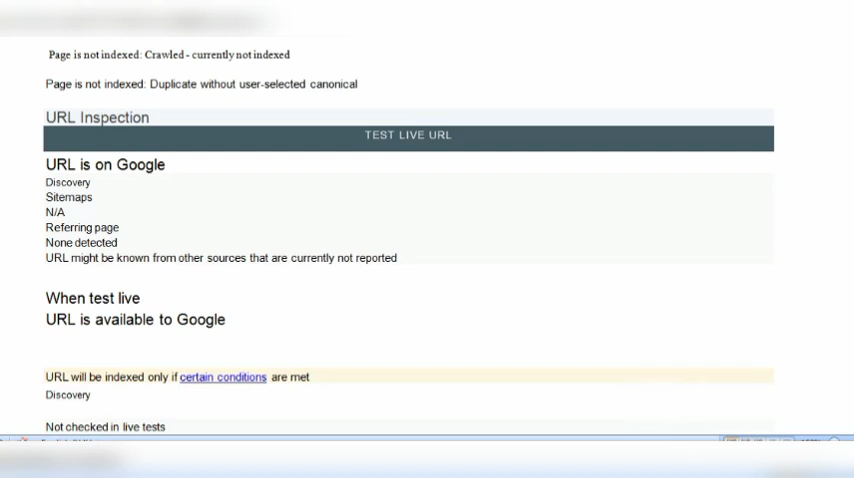 Page is not indexed: Crawled - currently not indexed
Page is not indexed: Duplicate without user-selected canonical
URL Inspection
TEST LIVE URL
URL is on Google
Discovery
Sitemaps
N/A
Referring page
None detected
URL might be known from other sources that are currently not reported
When test live
URL is available to Google
URL will be indexed only if certain conditions are met
Discovery
Not checked in live tests